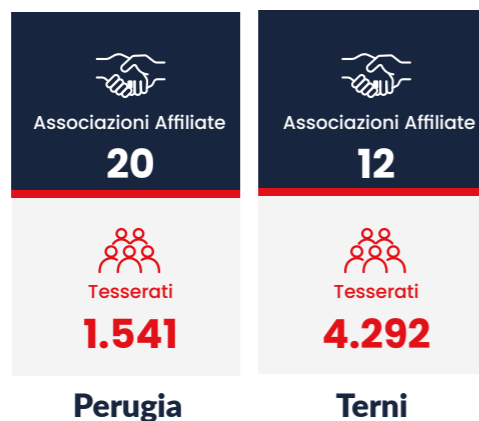 Associazioni Affiliate
20
Tesserati
1.541
Perugia
Associazioni Affiliate
12
Tesserati
4.292
Terni